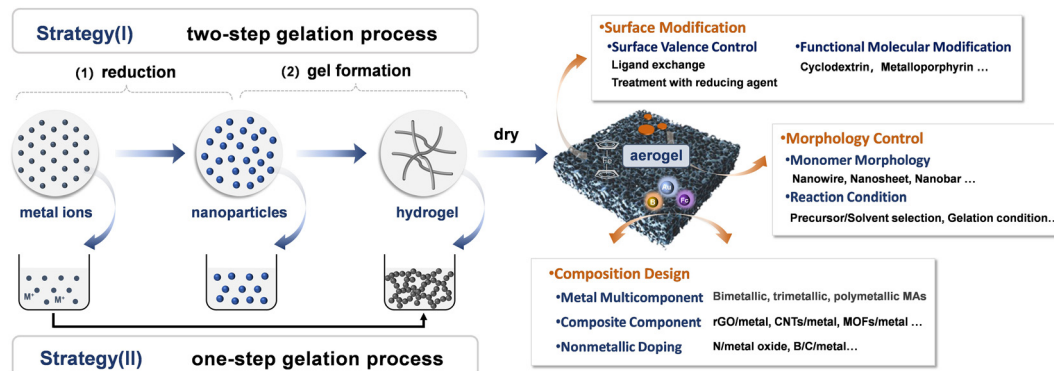 Strategy(I) two-step gelation process
(1) reduction
(2) gel formation
metal ions
nanoparticles
hydrogel
dry
M⁺
M⁺
Strategy(II) one-step gelation process
aerogel
Fe
Au
B
Fc
•Surface Modification
•Surface Valence Control
Ligand exchange
Treatment with reducing agent
•Functional Molecular Modification
Cyclodextrin, Metalloporphyrin ...
•Morphology Control
•Monomer Morphology
Nanowire, Nanosheet, Nanobar ...
•Reaction Condition
Precursor/Solvent selection, Gelation condition...
•Composition Design
•Metal Multicomponent Bimetallic, trimetallic, polymetallic MAs
•Composite Component rGO/metal, CNTs/metal, MOFs/metal ...
•Nonmetallic Doping N/metal oxide, B/C/metal...